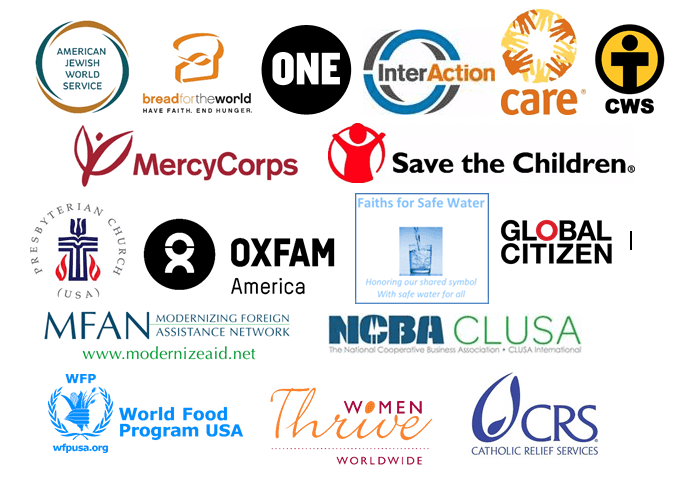 AMERICAN
JEWISH
WORLD
SERVICE
breadfortheworld
HAVE FAITH. END HUNGER.
ONE
InterAction
care®
CWS
MercyCorps
Save the Children®
PRESBYTERIAN CHURCH
(USA)
OXFAM
America
Faiths for Safe Water
Honoring our shared symbol
With safe water for all
GLOBAL
CITIZEN
MFAN MODERNIZING FOREIGN
ASSISTANCE NETWORK
www.modernizeaid.net
NCBA CLUSA
The National Cooperative Business Association • CLUSA International
WFP
World Food
Program USA
wfpusa.org
WOMEN
Thrive
WORLDWIDE
CRS
CATHOLIC RELIEF SERVICES